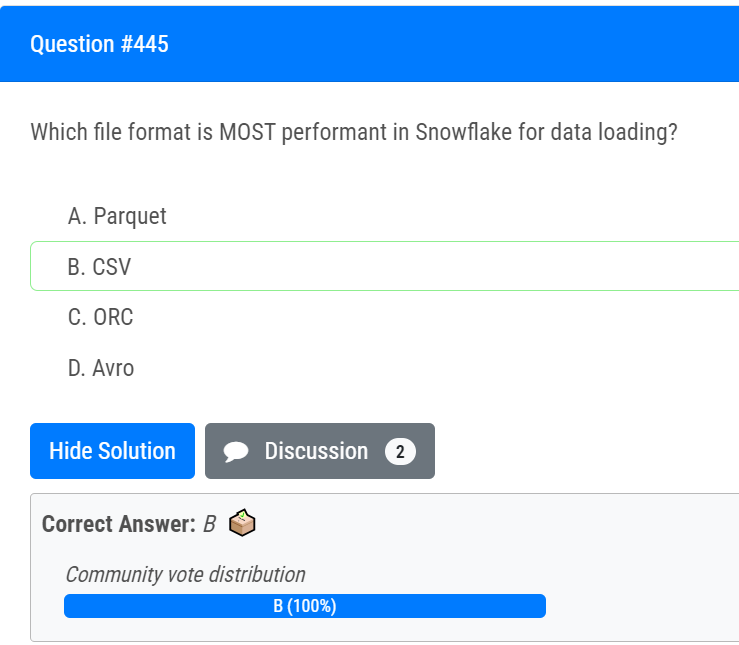 Question #445
Which file format is MOST performant in Snowflake for data loading?
A. Parquet
B. CSV
C. ORC
D. Avro
Hide Solution
Discussion 2
Correct Answer: B
Community vote distribution
B (100%)